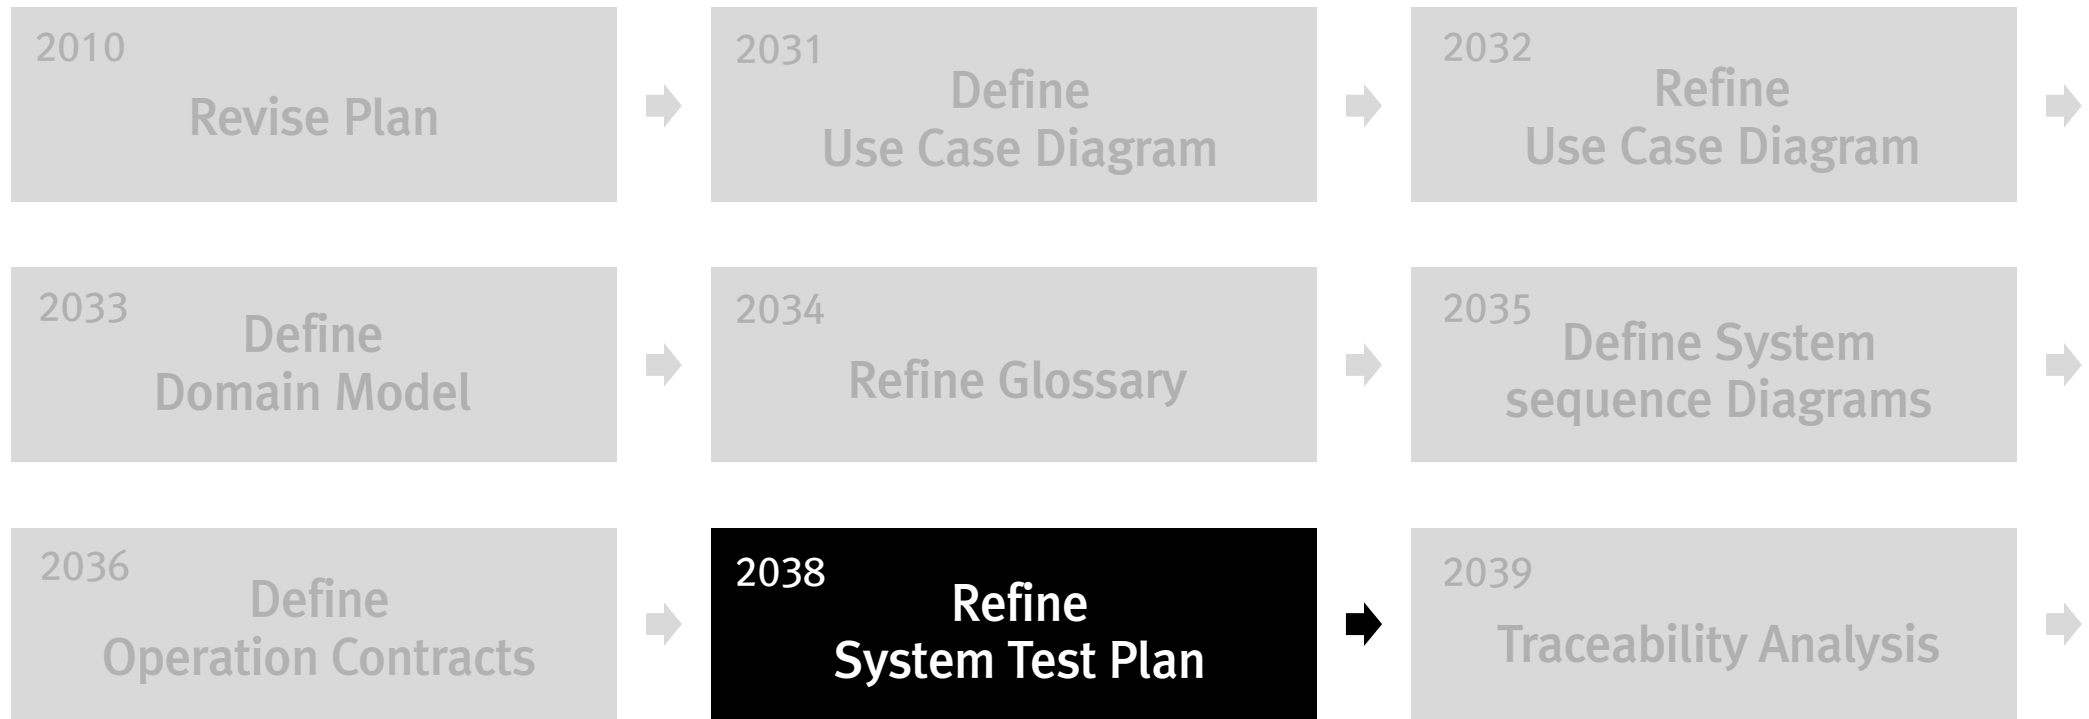 2010
Revise Plan
2031
Define
Use Case Diagram
2032
Refine
Use Case Diagram
2033
Define
Domain Model
2034
Refine Glossary
2035
Define System
sequence Diagrams
2036
Define
Operation Contracts
2038
Refine
System Test Plan
2039
Traceability Analysis